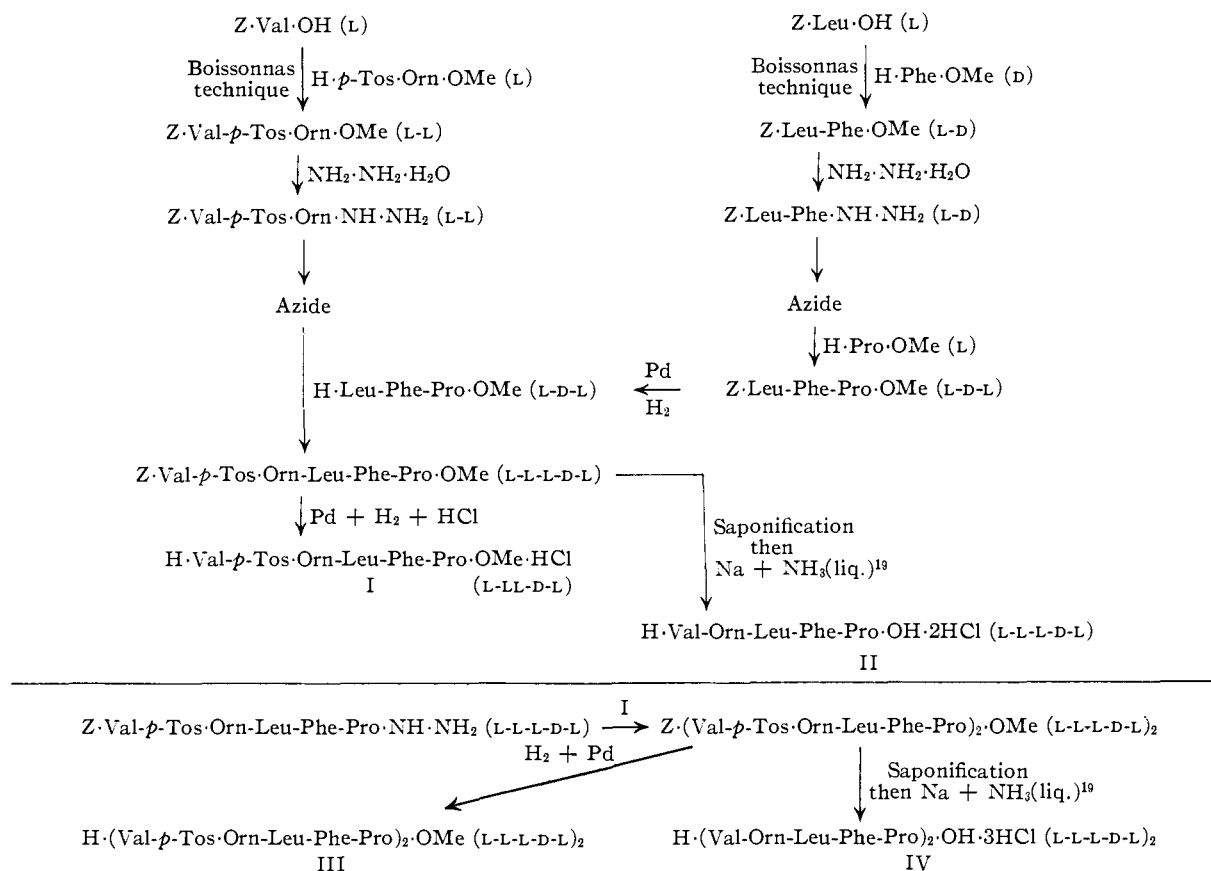 Z·Val·OH (L)
Boissonnas technique
H·p-Tos·Orn·OMe (L)
Z·Val-p-Tos·Orn·OMe (L-L)
NH₂·NH₂·H₂O
Z·Val-p-Tos·Orn·NH·NH₂ (L-L)
Azide
Z·Leu·OH (L)
Boissonnas technique
H·Phe·OMe (D)
Z·Leu-Phe·OMe (L-D)
NH₂·NH₂·H₂O
Z·Leu-Phe·NH·NH₂ (L-D)
Azide
H·Pro·OMe (L)
Z·Leu-Phe-Pro·OMe (L-D-L)
Pd
H₂
H·Leu-Phe-Pro·OMe (L-D-L)
Z·Val-p-Tos·Orn-Leu-Phe-Pro·OMe (L-L-L-D-L)
Pd + H₂ + HCl
H·Val-p-Tos·Orn-Leu-Phe-Pro·OMe·HCl
I (L-LL-D-L)
Saponification
then
Na + NH₃(liq.)¹⁹
H·Val-Orn-Leu-Phe-Pro·OH·2HCl (L-L-L-D-L)
II
Z·Val-p-Tos·Orn-Leu-Phe-Pro·NH·NH₂ (L-L-L-D-L)
I
Z·(Val-p-Tos·Orn-Leu-Phe-Pro)₂·OMe (L-L-L-D-L)₂
H₂ + Pd
Saponification
then Na + NH₃(liq.)¹⁹
H·(Val-p-Tos·Orn-Leu-Phe-Pro)₂·OMe (L-L-L-D-L)₂
III
H·(Val-Orn-Leu-Phe-Pro)₂·OH·3HCl (L-L-L-D-L)₂
IV